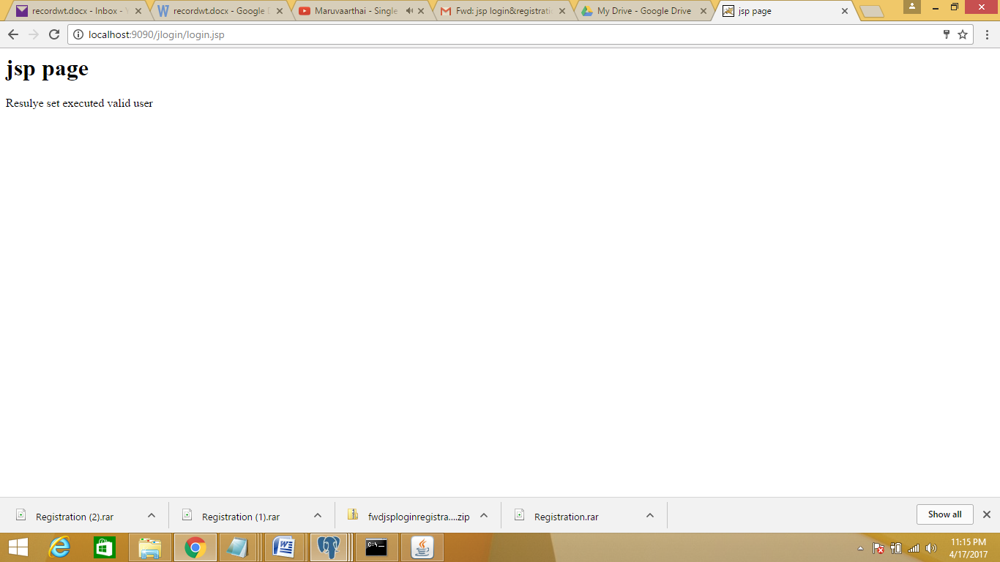 recordwt.docx - Inbox - Y
recordwt.docx - Google D
Maruvaarthai - Single
Fwd: jsp login&registrati
My Drive - Google Drive
jsp page
localhost:9090/jlogin/login.jsp
jsp page
Resulye set executed valid user
Registration (2).rar
Registration (1).rar
fwdjsploginregistra....zip
Registration.rar
Show all
C:\_
11:15 PM
4/17/2017